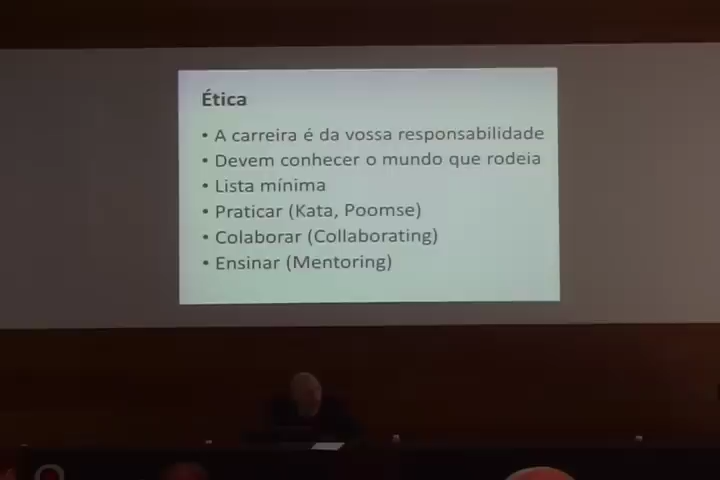 Ética
• A carreira é da vossa responsabilidade
• Devem conhecer o mundo que rodeia
• Lista mínima
• Praticar (Kata, Poomse)
• Colaborar (Collaborating)
• Ensinar (Mentoring)